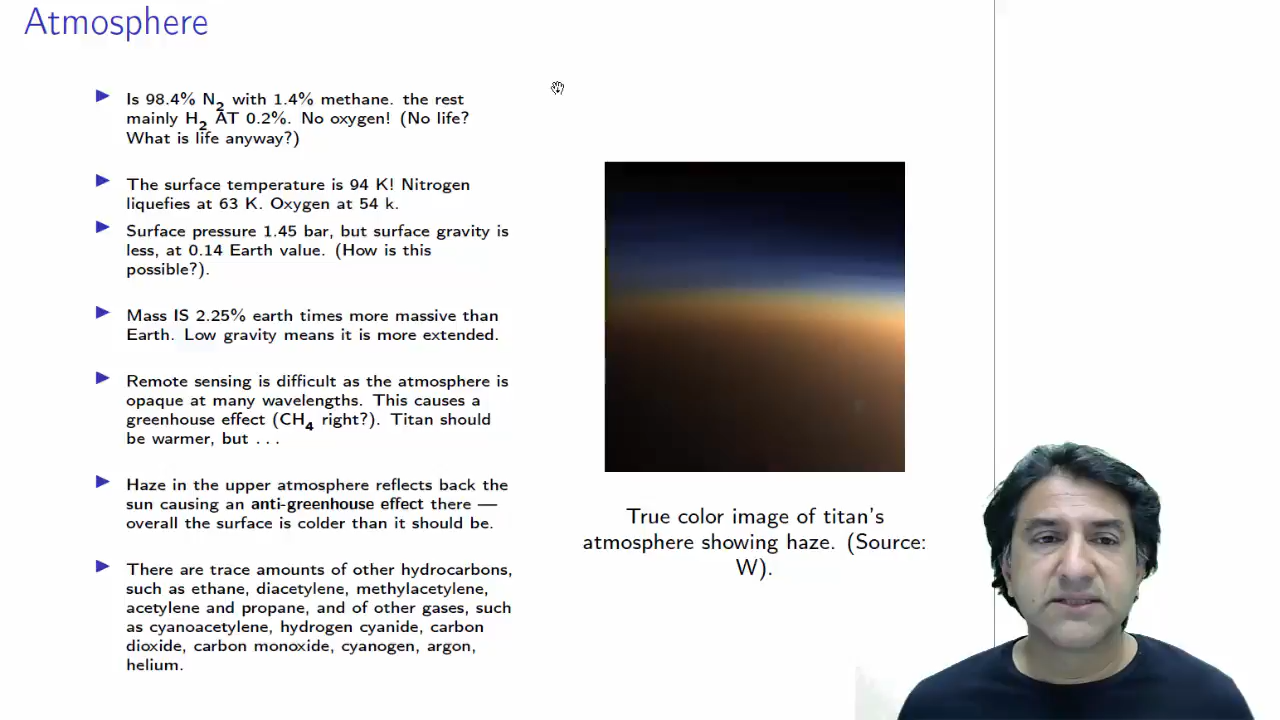 Atmosphere
Is 98.4% N2 with 1.4% methane. the rest
mainly H2 AT 0.2%. No oxygen! (No life?
What is life anyway?)
The surface temperature is 94 K! Nitrogen
liquefies at 63 K. Oxygen at 54 k.
Surface pressure 1.45 bar, but surface gravity is
less, at 0.14 Earth value. (How is this
possible?).
Mass IS 2.25% earth times more massive than
Earth. Low gravity means it is more extended.
Remote sensing is difficult as the atmosphere is
opaque at many wavelengths. This causes a
greenhouse effect (CH4 right?). Titan should
be warmer, but . . .
Haze in the upper atmosphere reflects back the
sun causing an anti-greenhouse effect there —
overall the surface is colder than it should be.
There are trace amounts of other hydrocarbons,
such as ethane, diacetylene, methylacetylene,
acetylene and propane, and of other gases, such
as cyanoacetylene, hydrogen cyanide, carbon
dioxide, carbon monoxide, cyanogen, argon,
helium.
True color image of titan's
atmosphere showing haze. (Source:
W).